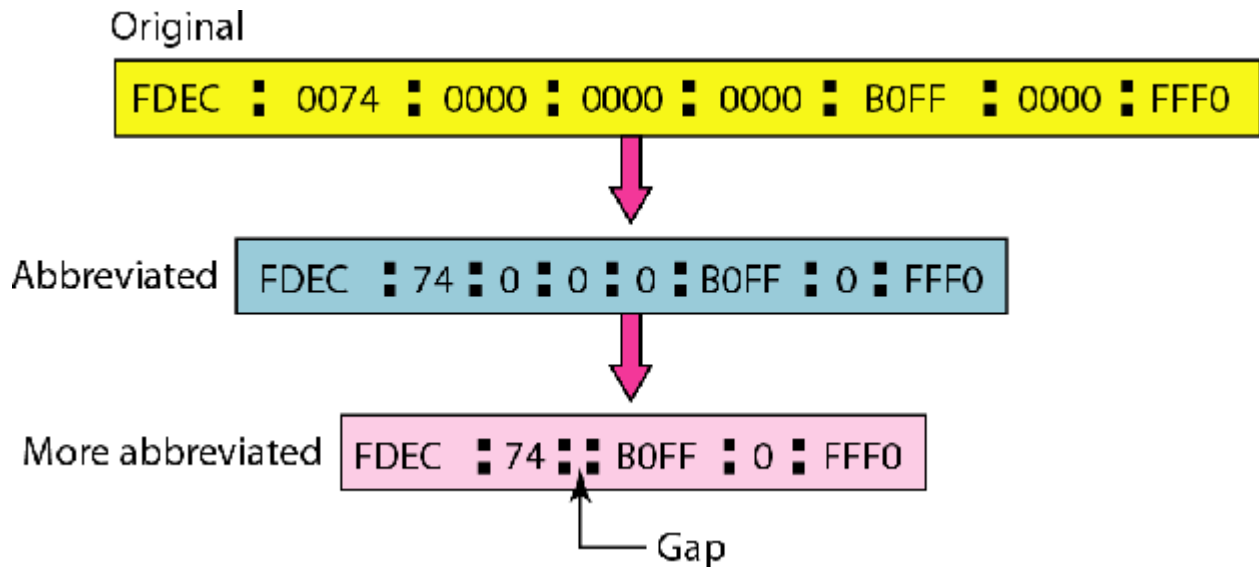 Original
FDEC : 0074 : 0000 : 0000 : 0000 : B0FF : 0000 : FFF0
Abbreviated FDEC : 74 : 0 : 0 : 0 : B0FF : 0 : FFF0
More abbreviated FDEC : 74 : : B0FF : 0 : FFF0
Gap